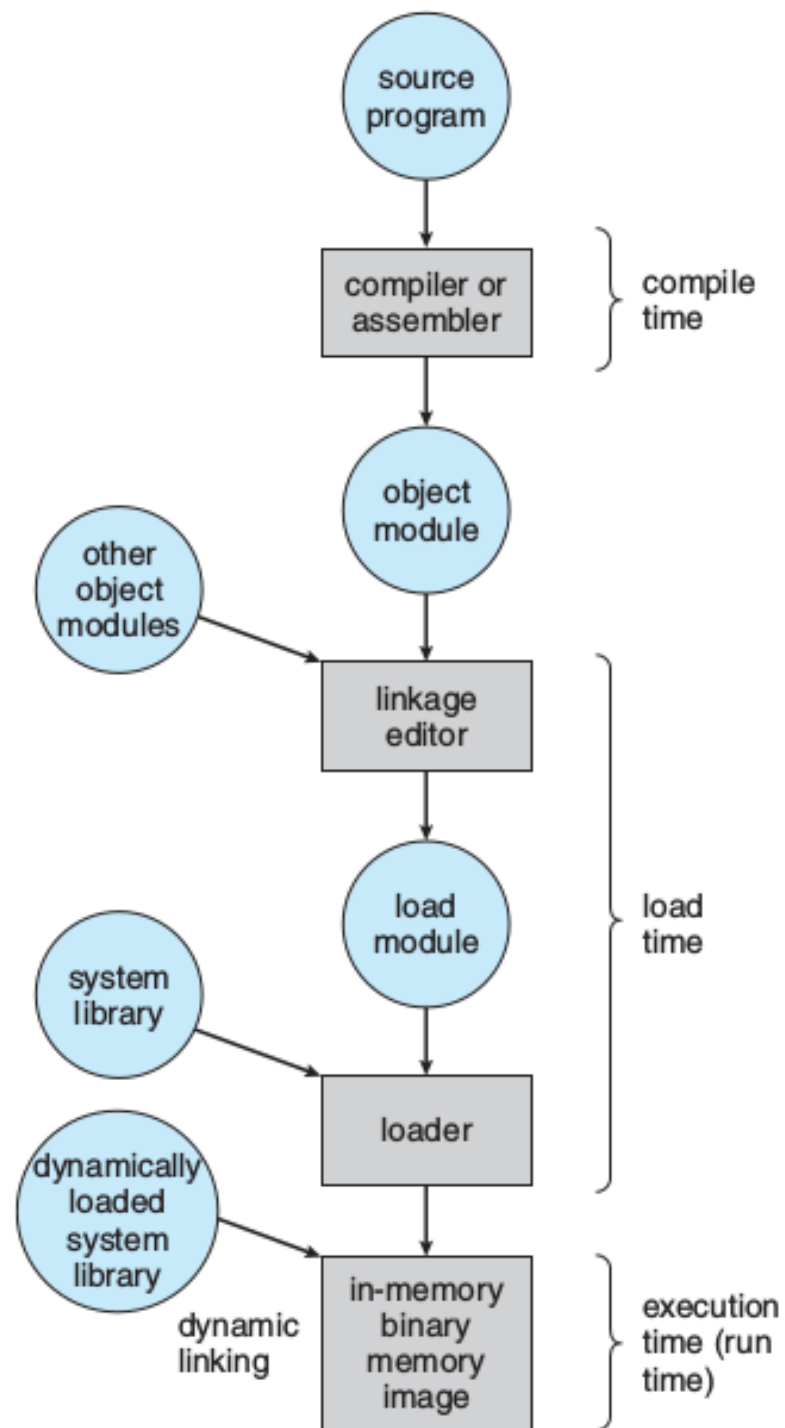 source
program
compiler or
assembler
compile
time
object
module
other
object
modules
linkage
editor
load
module
load
time
system
library
loader
dynamically
loaded
system
library
dynamic
linking
in-memory
binary
memory
image
execution
time (run
time)